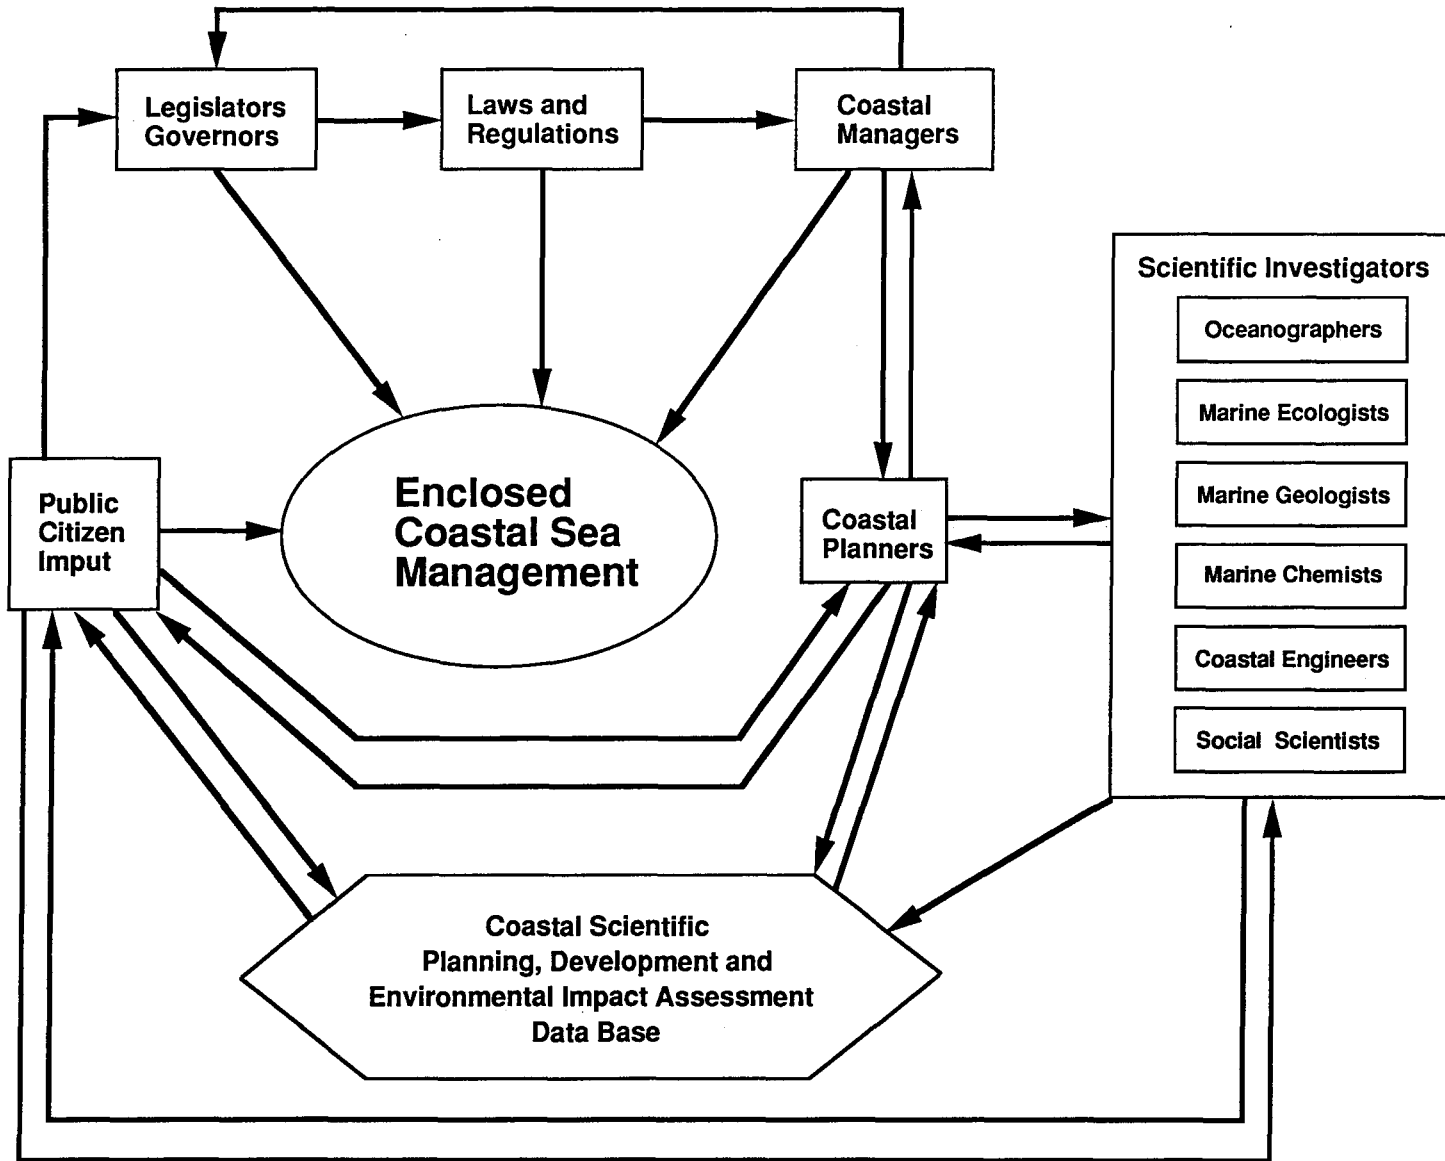 Legislators
Governors
Laws and
Regulations
Coastal
Managers
Scientific Investigators
Oceanographers
Marine Ecologists
Marine Geologists
Marine Chemists
Coastal Engineers
Social Scientists
Public
Citizen
Imput
Enclosed
Coastal Sea
Management
Coastal
Planners
Coastal Scientific
Planning, Development and
Environmental Impact Assessment
Data Base